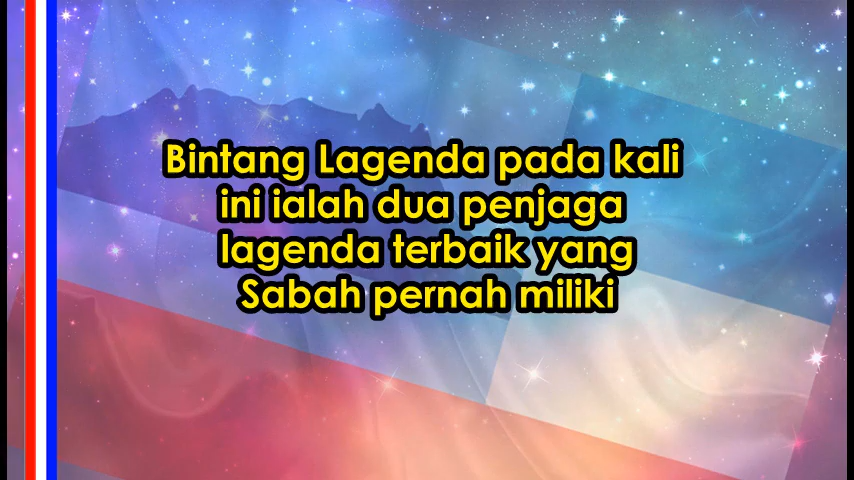 Bintang Lagenda pada kali
ini ialah dua penjaga
lagenda terbaik yang
Sabah pernah miliki